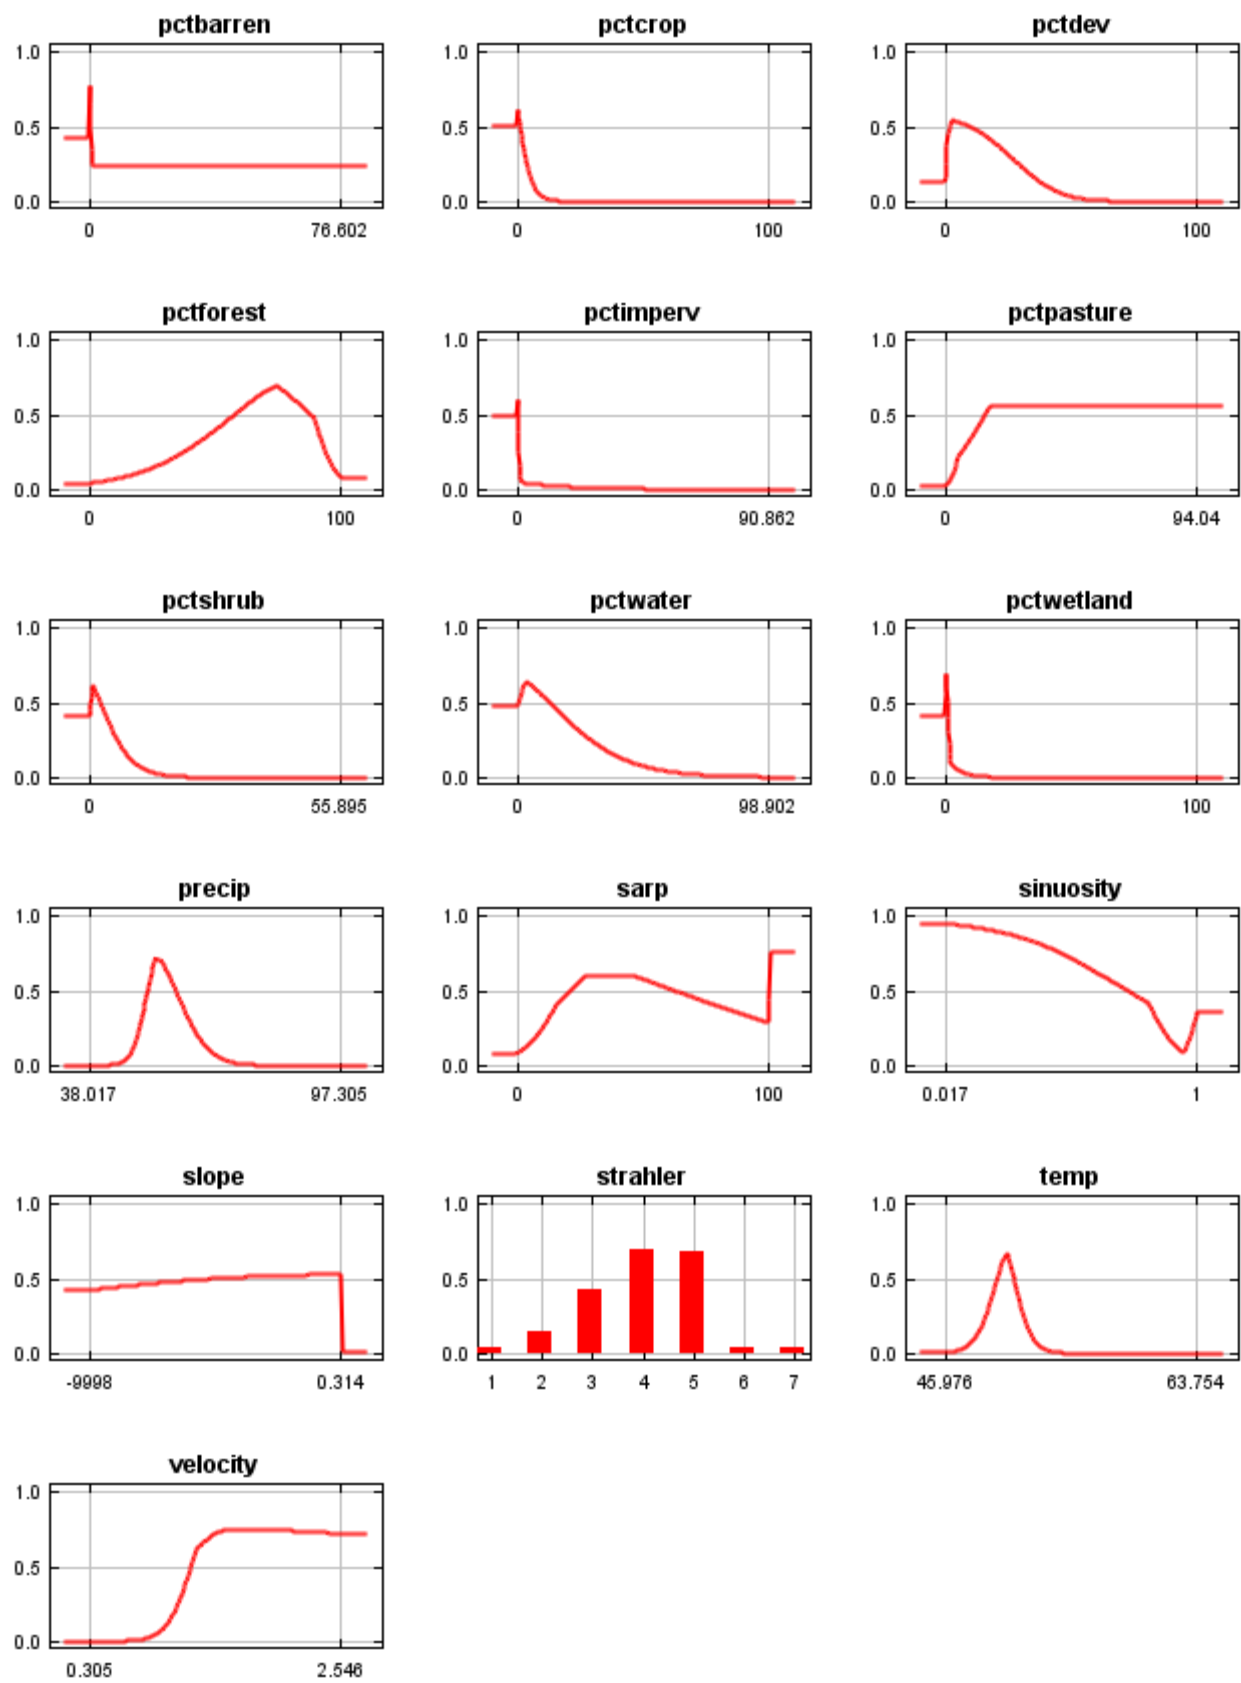 pctbarren pctcrop pctdev
1.0 1.0 1.0
0.5 0.5 0.5
0.0 0.0 0.0
0 76.602 0 100 0 100
pctforest pctimperv pctpasture
1.0 1.0 1.0
0.5 0.5 0.5
0.0 0.0 0.0
0 100 0 90.862 0 94.04
pctshrub pctwater pctwetland
1.0 1.0 1.0
0.5 0.5 0.5
0.0 0.0 0.0
0 55.895 0 98.902 0 100
precip sarp sinuosity
1.0 1.0 1.0
0.5 0.5 0.5
0.0 0.0 0.0
38.017 97.305 0 100 0.017 1
slope strahler temp
1.0 1.0 1.0
0.5 0.5 0.5
0.0 0.0 0.0
-9998 0.314 1 2 3 4 5 6 7 45.976 63.754
velocity
1.0
0.5
0.0
0.305 2.546